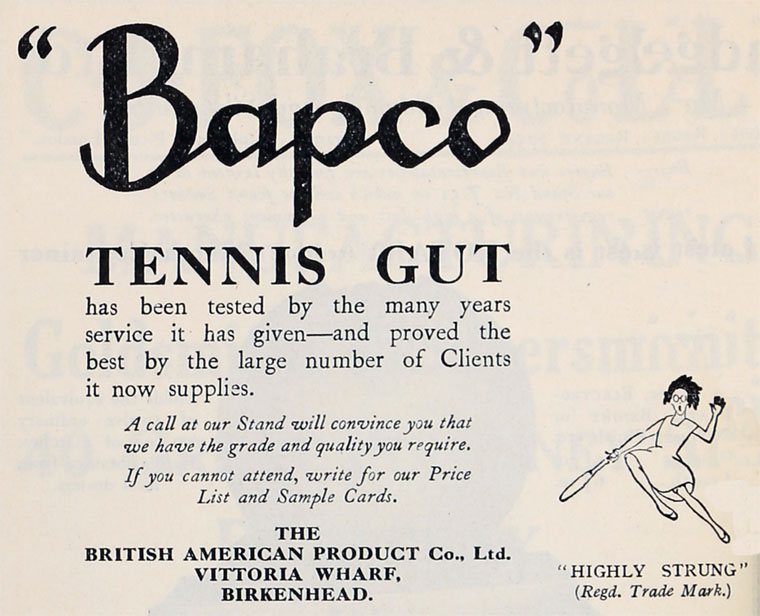 “Bapco”
TENNIS GUT
has been tested by the many years
service it has given—and proved the
best by the large number of Clients
it now supplies.
A call at our Stand will convince you that
we have the grade and quality you require.
If you cannot attend, write for our Price
List and Sample Cards.
THE
BRITISH AMERICAN PRODUCT Co., Ltd.
VITTORIA WHARF,
BIRKENHEAD.
“HIGHLY STRUNG”
(Regd. Trade Mark.)